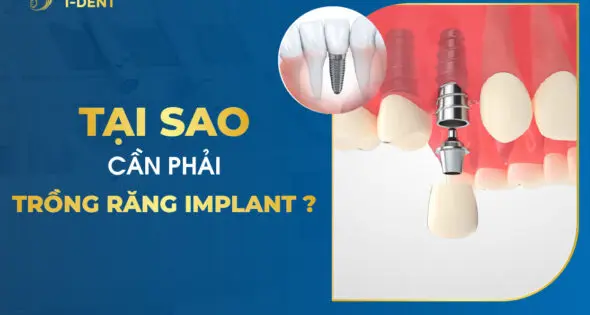 I-DENT
TẠI SAO
CẦN PHẢI
TRỒNG RĂNG IMPLANT ?